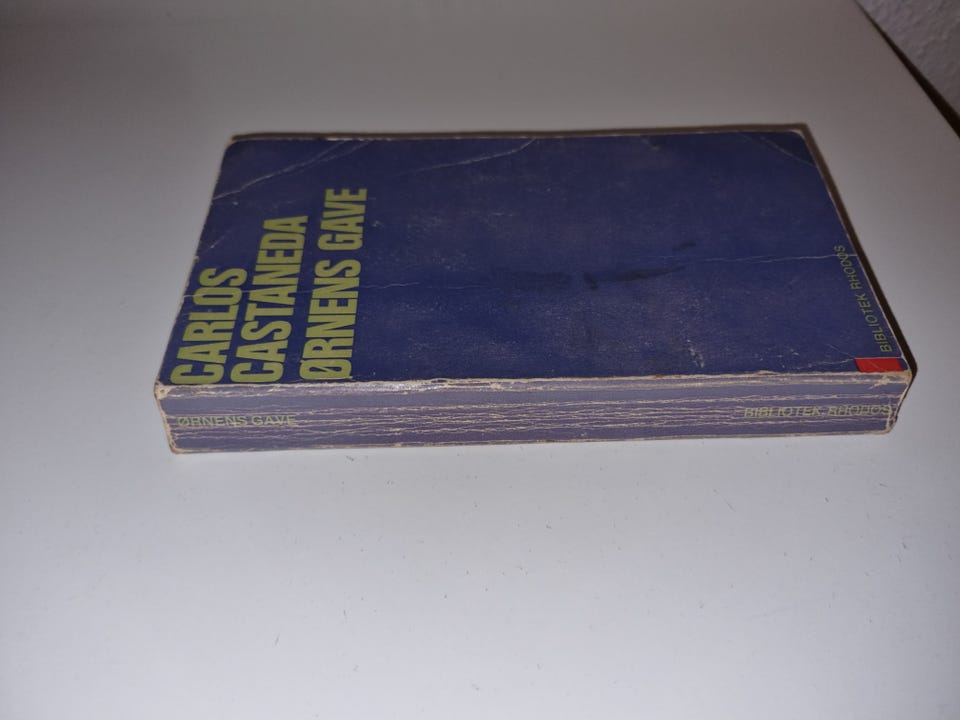 CARLOS
CASTANEDA
ØRNENS GAVE
BIBLIOTEK RHODOS
ØRNENS GAVE
BIBLIOTEK RHODOS